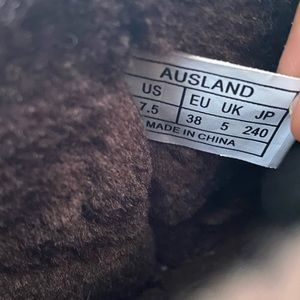 AUSLAND
US EU UK JP
7.5 38 5 240
MADE IN CHINA